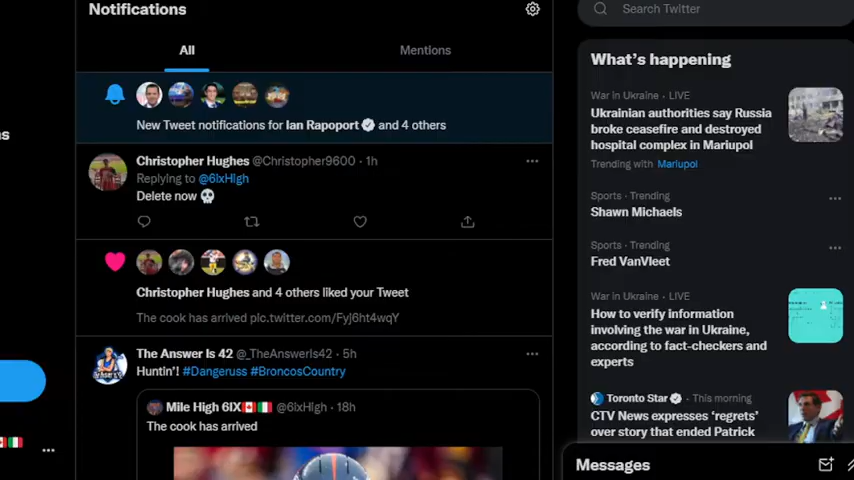 Notifications
Search Twitter
All
Mentions
New Tweet notifications for Ian Rapoport and 4 others
Christopher Hughes @Christopher9600 · 1h
Replying to @6IxHIgh
Delete now
Christopher Hughes and 4 others liked your Tweet
The cook has arrived plc.twitter.com/FyJ6ht4wqY
The Answer Is 42 @_TheAnswerIs42 · 5h
Huntin'! #Dangeruss #BroncosCountry
Mile High 6IX @6IxHIgh · 18h
The cook has arrived
What's happening
War in Ukraine · LIVE
Ukrainian authorities say Russia
broke ceasefire and destroyed
hospital complex in Mariupol
Trending with Mariupol
Sports · Trending
Shawn Michaels
Sports · Trending
Fred VanVleet
War in Ukraine · LIVE
How to verify information
involving the war in Ukraine,
according to fact-checkers and
experts
Toronto Star · This morning
CTV News expresses 'regrets'
over story that ended Patrick
Messages